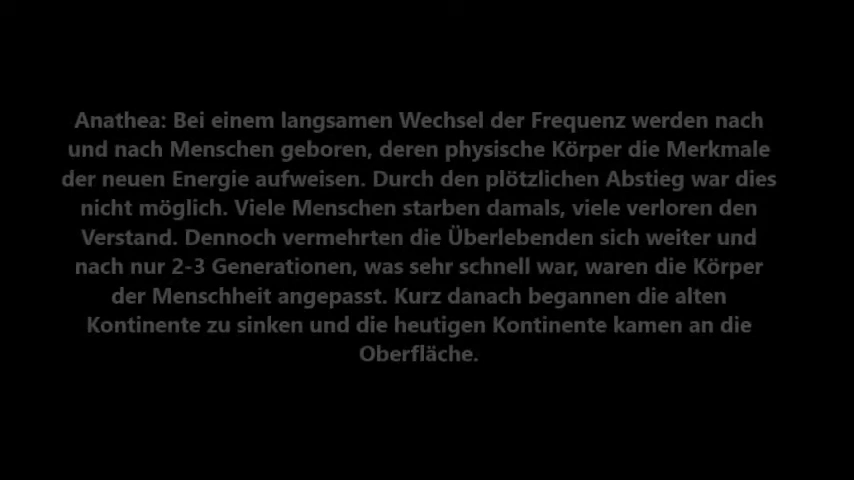 Anathea: Bei einem langsamen Wechsel der Frequenz werden nach
und nach Menschen geboren, deren physische Körper die Merkmale
der neuen Energie aufweisen. Durch den plötzlichen Abstieg war dies
nicht möglich. Viele Menschen starben damals, viele verloren den
Verstand. Dennoch vermehrten die Überlebenden sich weiter und
nach nur 2-3 Generationen, was sehr schnell war, waren die Körper
der Menschheit angepasst. Kurz danach begannen die alten
Kontinente zu sinken und die heutigen Kontinente kamen an die
Oberfläche.